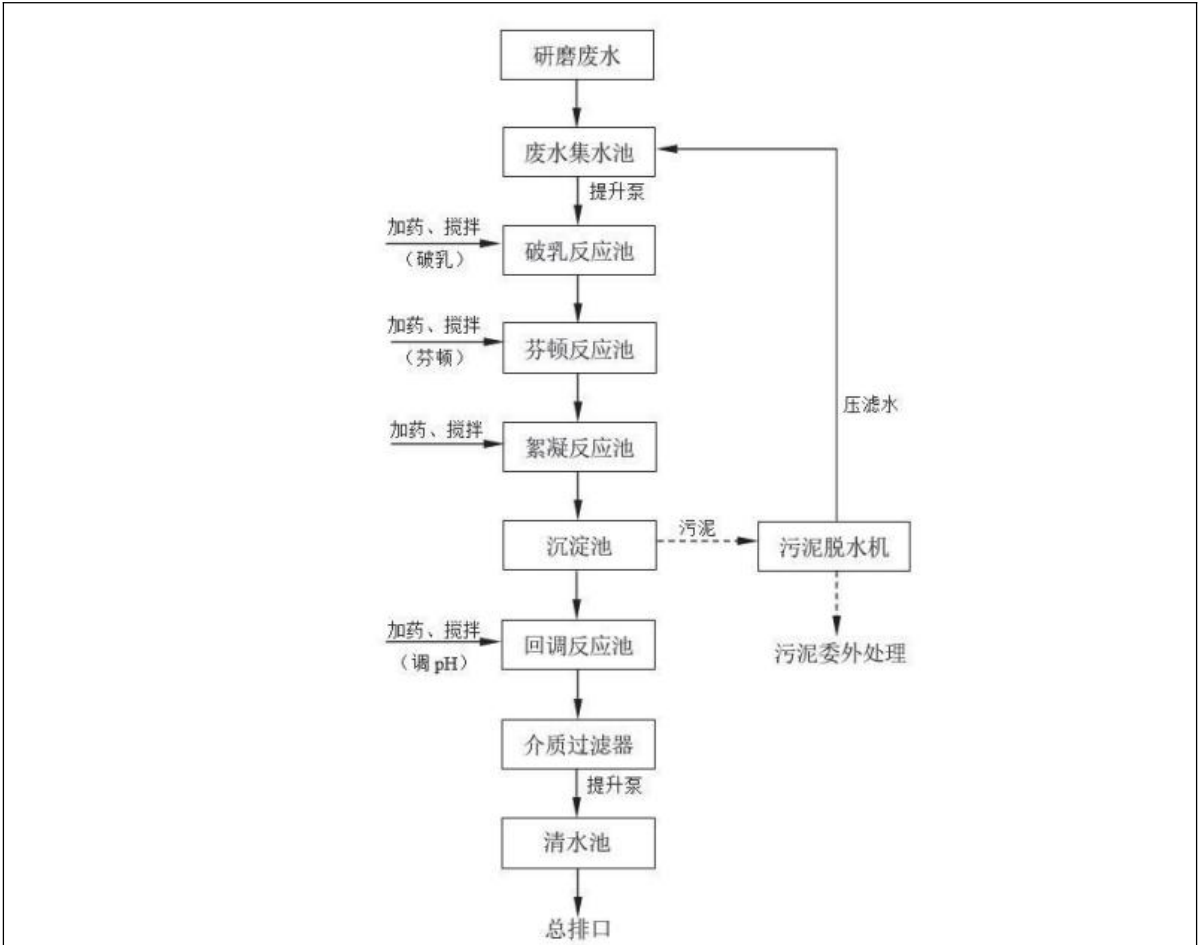 研磨废水
废水集水池
提升泵
加药、搅拌
（破乳）
破乳反应池
加药、搅拌
（芬顿）
芬顿反应池
压滤水
加药、搅拌
絮凝反应池
沉淀池
污泥
污泥脱水机
加药、搅拌
（调 pH）
回调反应池
污泥委外处理
介质过滤器
提升泵
清水池
总排口